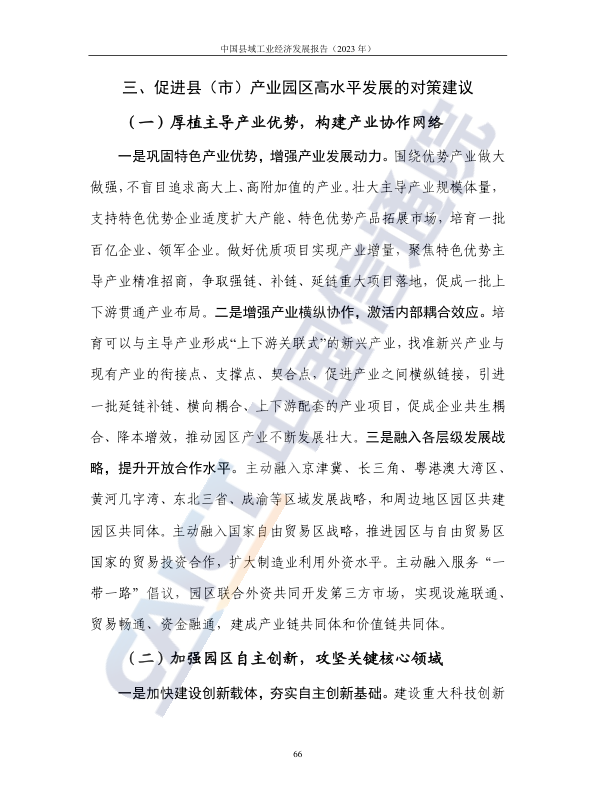 中国县域工业经济发展报告（2023 年）
三、促进县（市）产业园区高水平发展的对策建议
（一）厚植主导产业优势，构建产业协作网络
一是巩固特色产业优势，增强产业发展动力。围绕优势产业做大
做强，不盲目追求高大上、高附加值的产业。壮大主导产业规模体量，
支持特色优势企业适度扩大产能、特色优势产品拓展市场，培育一批
百亿企业、领军企业。做好优质项目实现产业增量，聚焦特色优势主
导产业精准招商，争取强链、补链、延链重大项目落地，促成一批上
下游贯通产业布局。二是增强产业横纵协作，激活内部耦合效应。培
育可以与主导产业形成“上下游关联式”的新兴产业，找准新兴产业与
现有产业的衔接点、支撑点、契合点，促进产业之间横纵链接，引进
一批延链补链、横向耦合、上下游配套的产业项目，促成企业共生耦
合、降本增效，推动园区产业不断发展壮大。三是融入各层级发展战
略，提升开放合作水平。主动融入京津冀、长三角、粤港澳大湾区、
黄河几字湾、东北三省、成渝等区域发展战略，和周边地区园区共建
园区共同体。主动融入国家自由贸易区战略，推进园区与自由贸易区
国家的贸易投资合作，扩大制造业利用外资水平。主动融入服务“一
带一路”倡议，园区联合外资共同开发第三方市场，实现设施联通、
贸易畅通、资金融通，建成产业链共同体和价值链共同体。
（二）加强园区自主创新，攻坚关键核心领域
一是加快建设创新载体，夯实自主创新基础。建设重大科技创新
66
CAICT 中国信通院